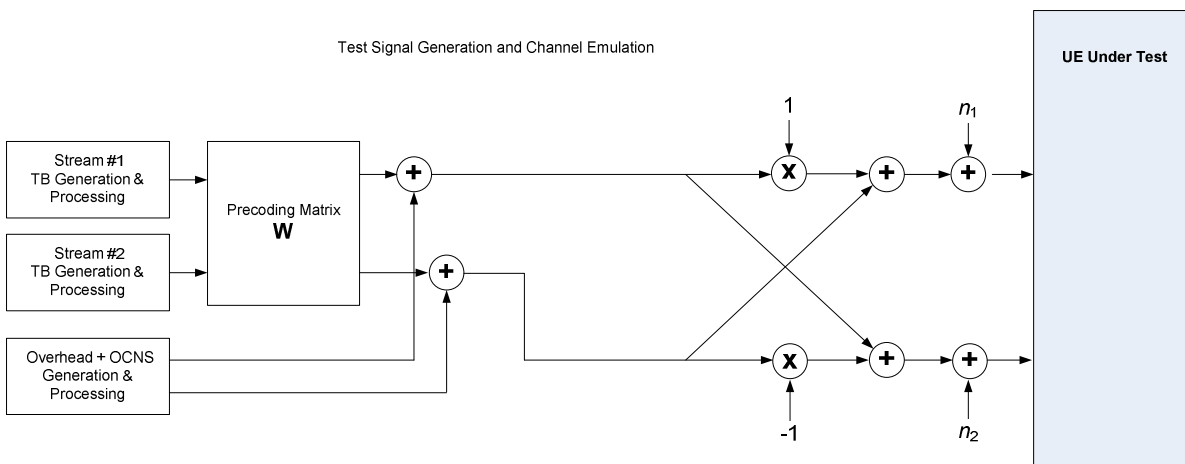 Test Signal Generation and Channel Emulation
UE Under Test
Stream #1
TB Generation &
Processing
Stream #2
TB Generation &
Processing
Overhead + OCNS
Generation &
Processing
Precoding Matrix
W
+
+
1
x
+
n1
+
-1
x
+
n2
+